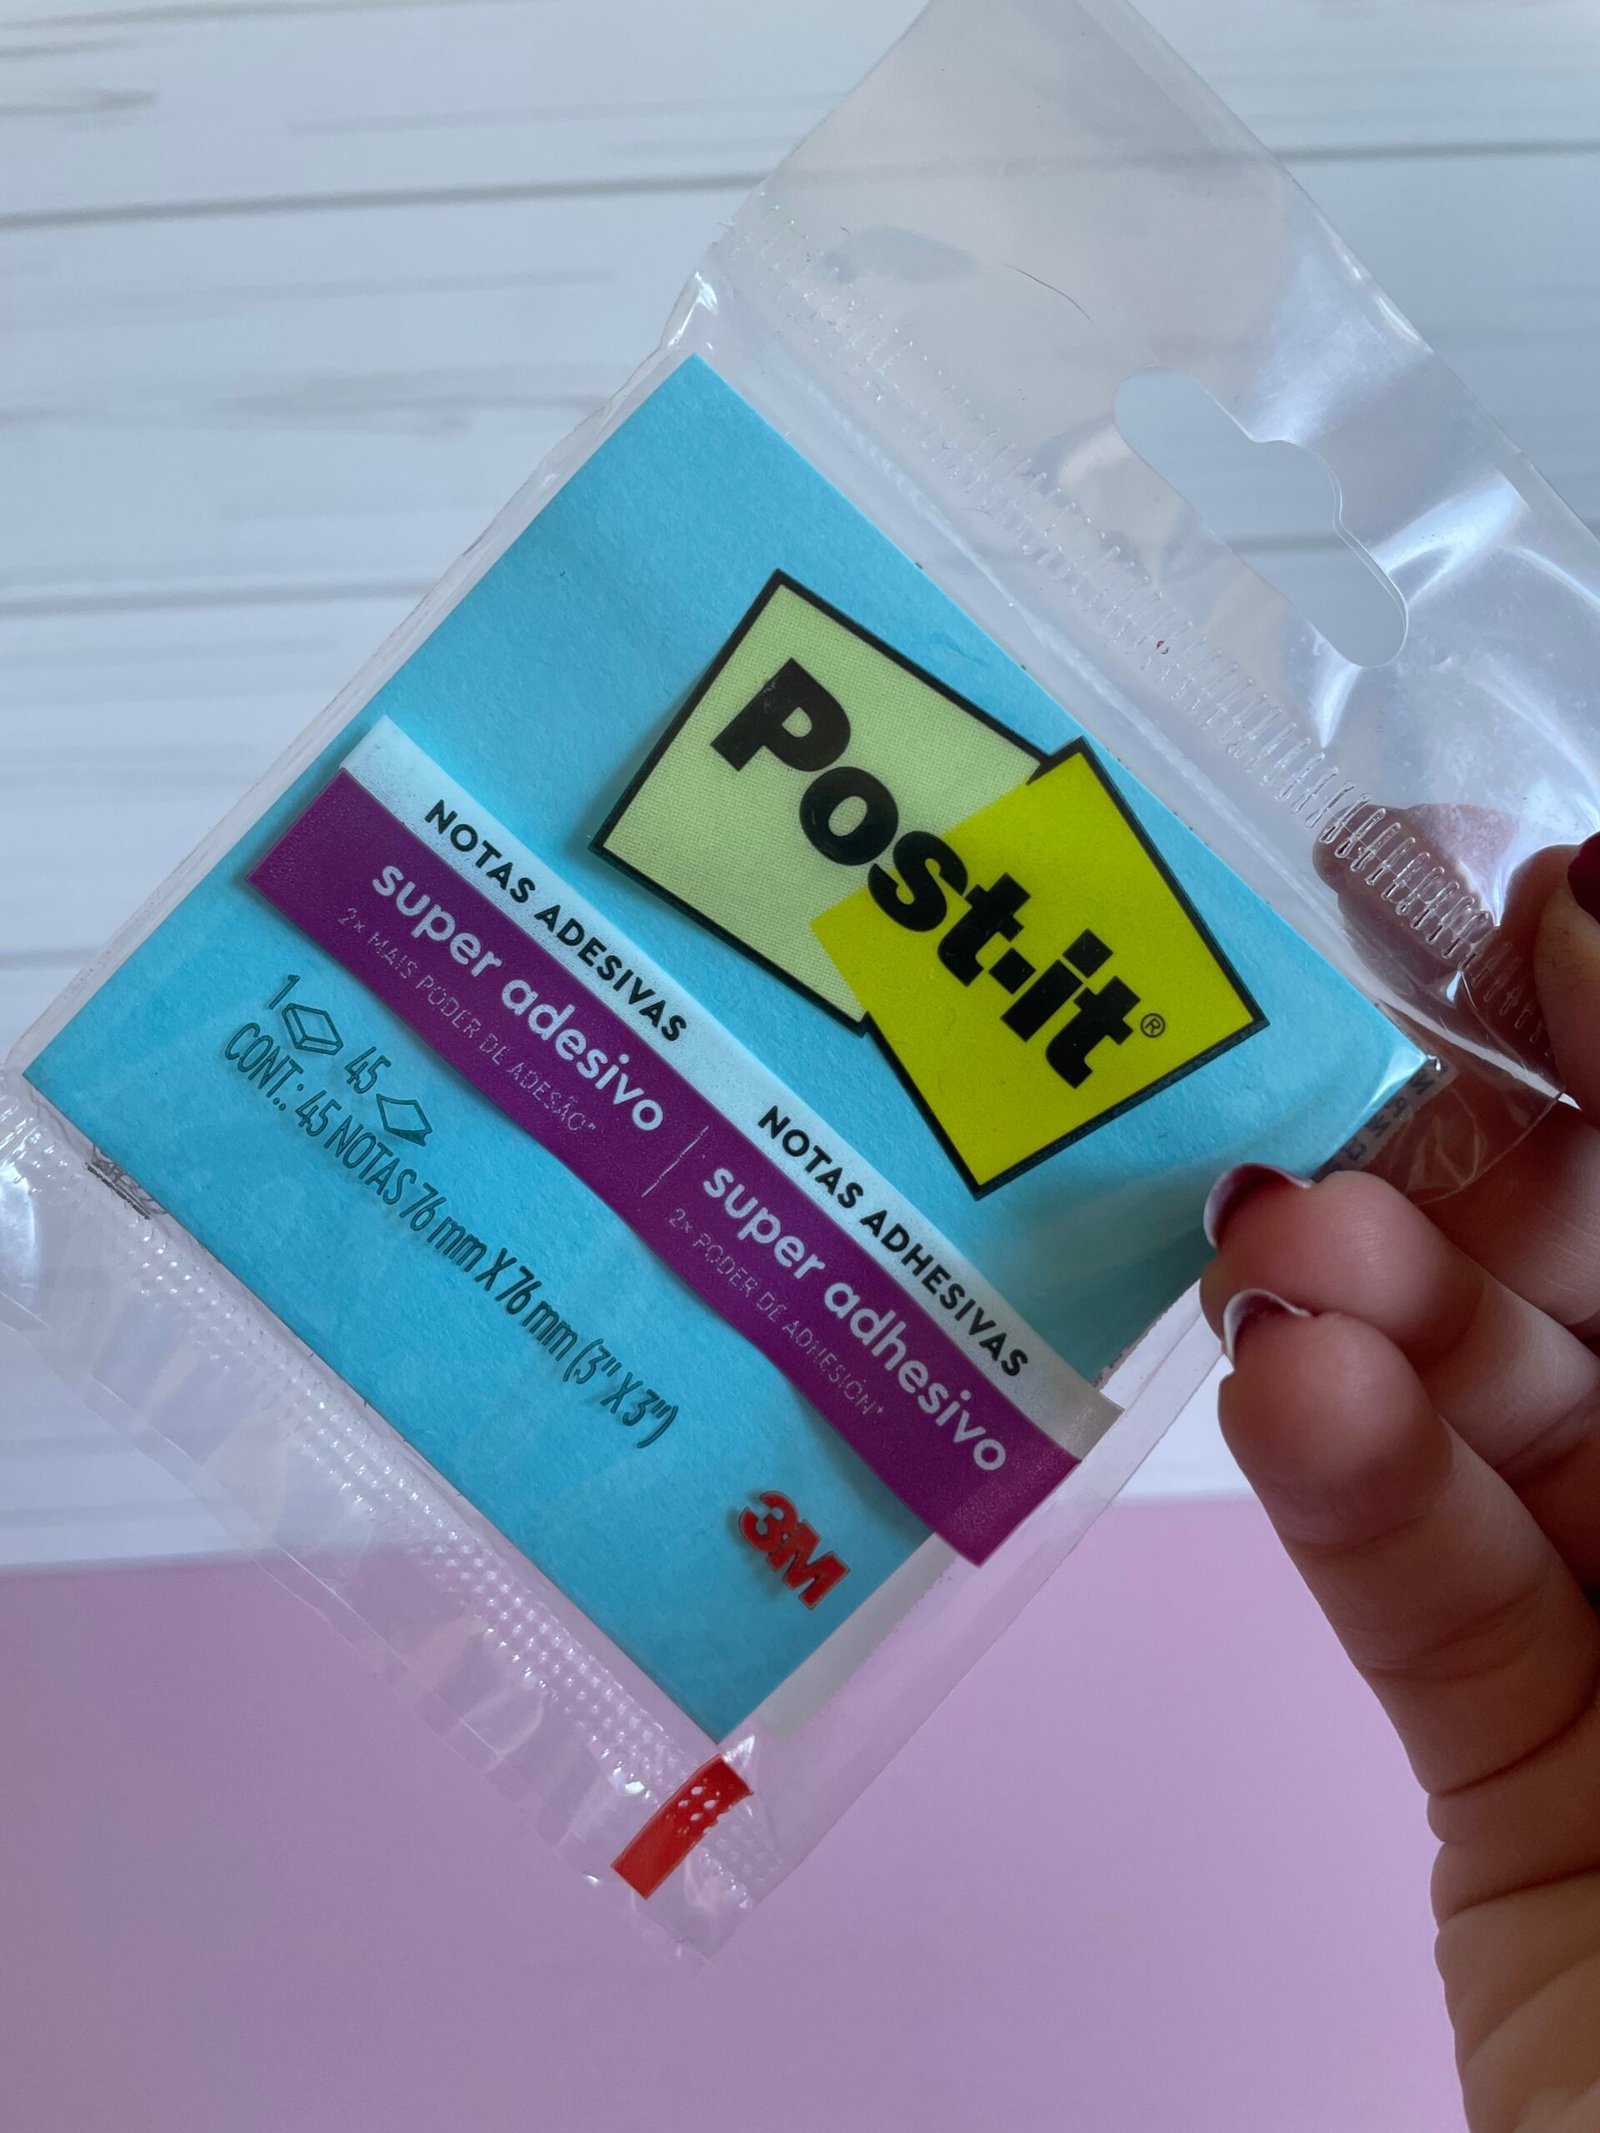 Post-it®
NOTAS ADESIVAS
super adesivo
2x MAIS PODER DE ADESÃO*
NOTAS ADHESIVAS
super adhesivo
2x PODER DE ADHESIÓN*
1 45
CONT.: 45 NOTAS 76 mm X 76 mm (3" X 3")
3M